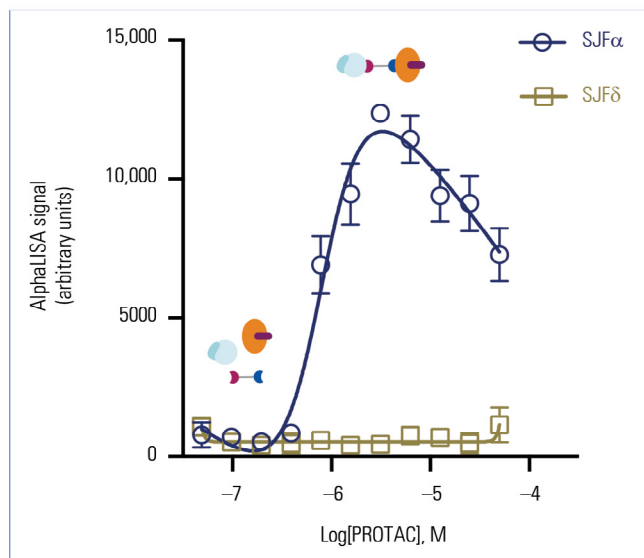 15,000
SJFα
SJFδ
10,000
AlphaLISA signal
(arbitrary units)
5000
0
–7
–6
–5
–4
Log[PROTAC], M